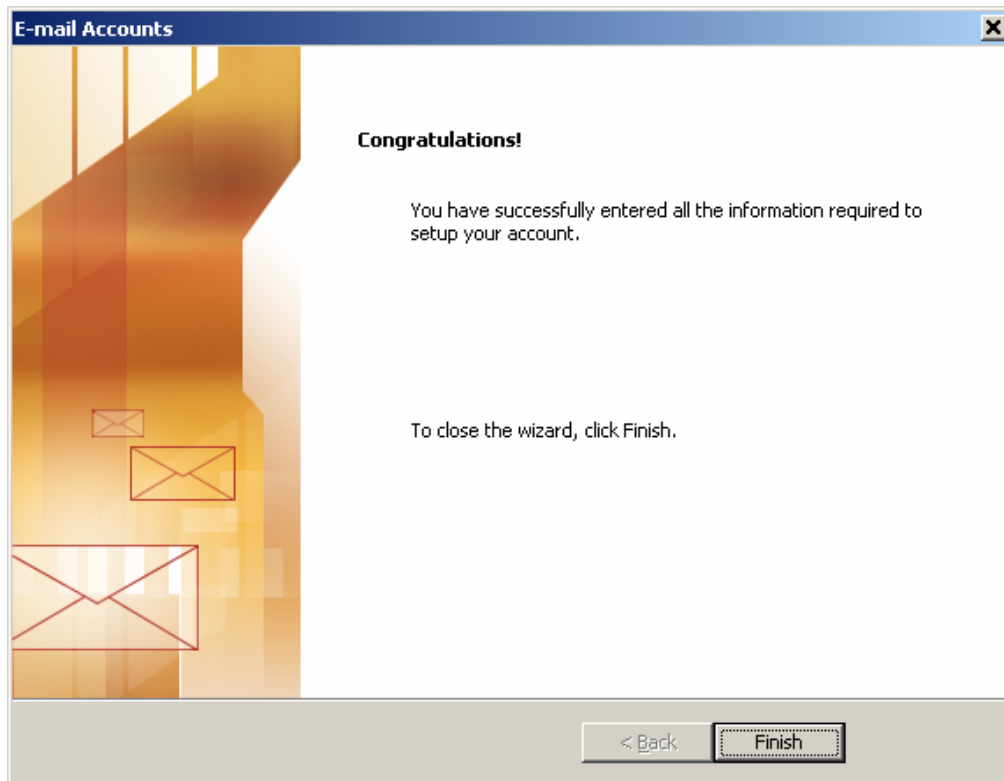 E-mail Accounts
Congratulations!
You have successfully entered all the information required to
setup your account.
To close the wizard, click Finish.
< Back
Finish